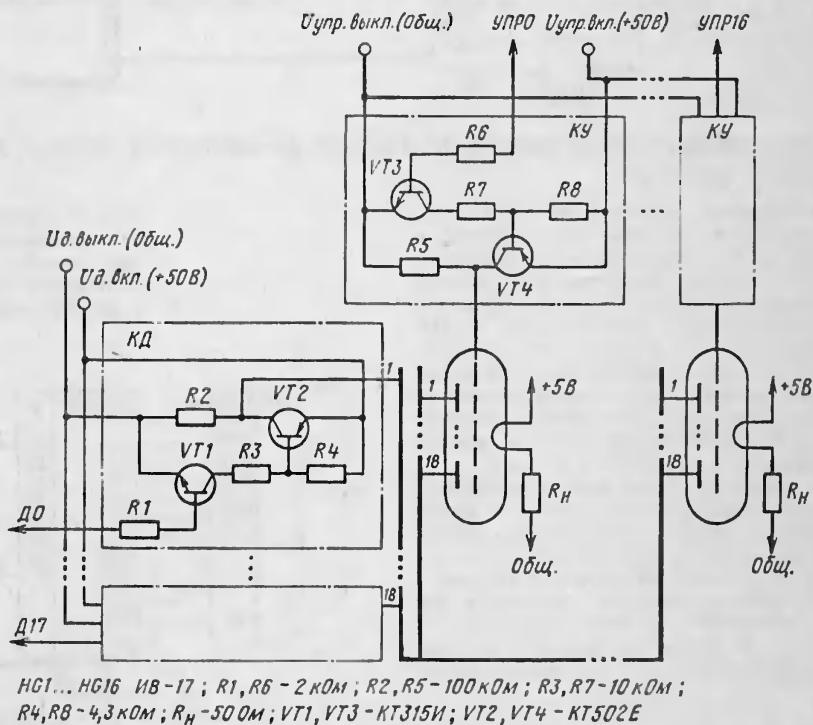 Uупр. выкл. (Общ.) УПР0 Uупр. вкл. (+50В) УПР16
КУ
R6
VT3
R7
R8
R5
VT4
КУ
Uд. выкл. (Общ.)
Uд. вкл. (+50В)
КД
R2
VT2
VT1
R3
R4
R1
Д0
Д17
1
18
1
18
+5В
Rн
Общ.
1
18
+5В
Rн
Общ.
HG1...HG16 ИВ-17; R1, R6 - 2 кОм; R2, R5 - 100 кОм; R3, R7 - 10 кОм;
R4, R8 - 4,3 кОм; Rн - 50 Ом; VT1, VT3 - КТ315И; VT2, VT4 - КТ502Е